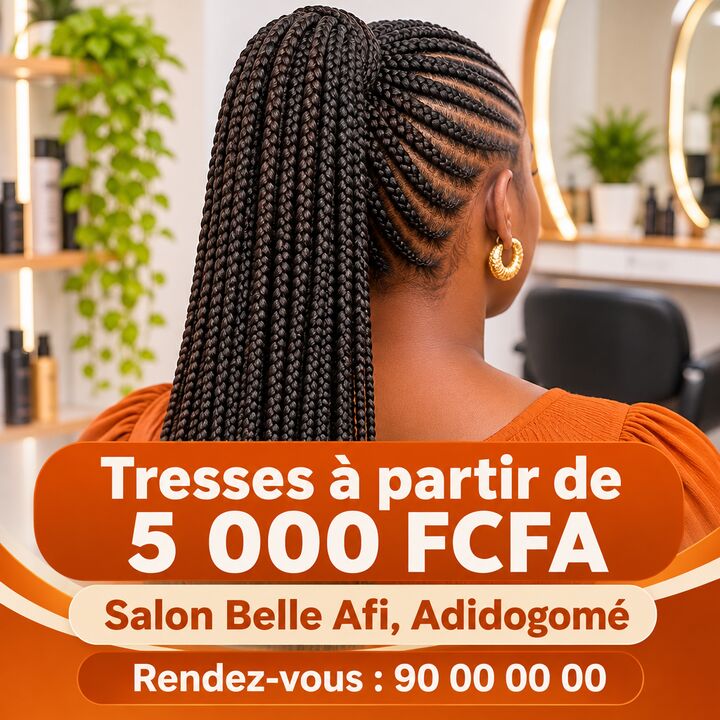 Tresses à partir de
5 000 FCFA
Salon Belle Afi, Adidogomé
Rendez-vous : 90 00 00 00